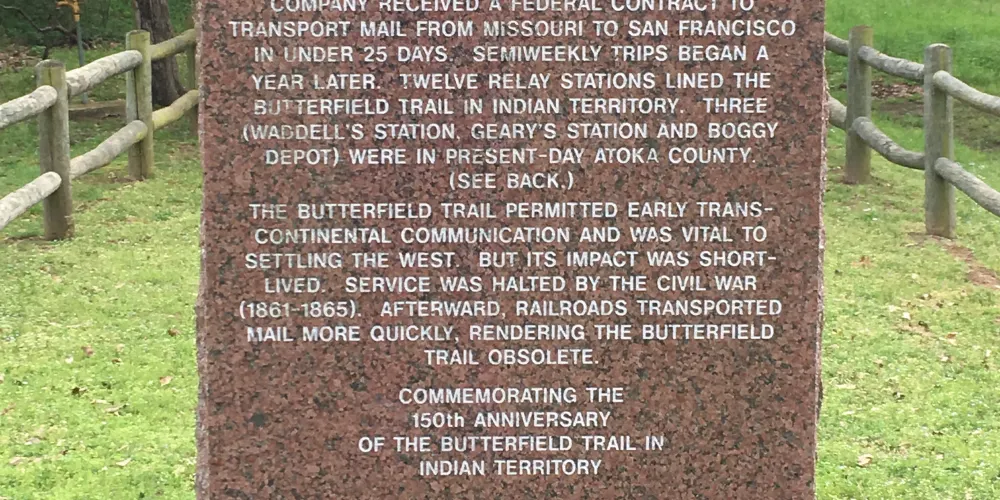 COMPANY RECEIVED A FEDERAL CONTRACT TO
TRANSPORT MAIL FROM MISSOURI TO SAN FRANCISCO
IN UNDER 25 DAYS. SEMIWEEKLY TRIPS BEGAN A
YEAR LATER. TWELVE RELAY STATIONS LINED THE
BUTTERFIELD TRAIL IN INDIAN TERRITORY. THREE
(WADDELL'S STATION, GEARY'S STATION AND BOGGY
DEPOT) WERE IN PRESENT-DAY ATOKA COUNTY.
(SEE BACK.)
THE BUTTERFIELD TRAIL PERMITTED EARLY TRANS-
CONTINENTAL COMMUNICATION AND WAS VITAL TO
SETTLING THE WEST. BUT ITS IMPACT WAS SHORT-
LIVED. SERVICE WAS HALTED BY THE CIVIL WAR
(1861-1865). AFTERWARD, RAILROADS TRANSPORTED
MAIL MORE QUICKLY, RENDERING THE BUTTERFIELD
TRAIL OBSOLETE.
COMMEMORATING THE
150th ANNIVERSARY
OF THE BUTTERFIELD TRAIL IN
INDIAN TERRITORY